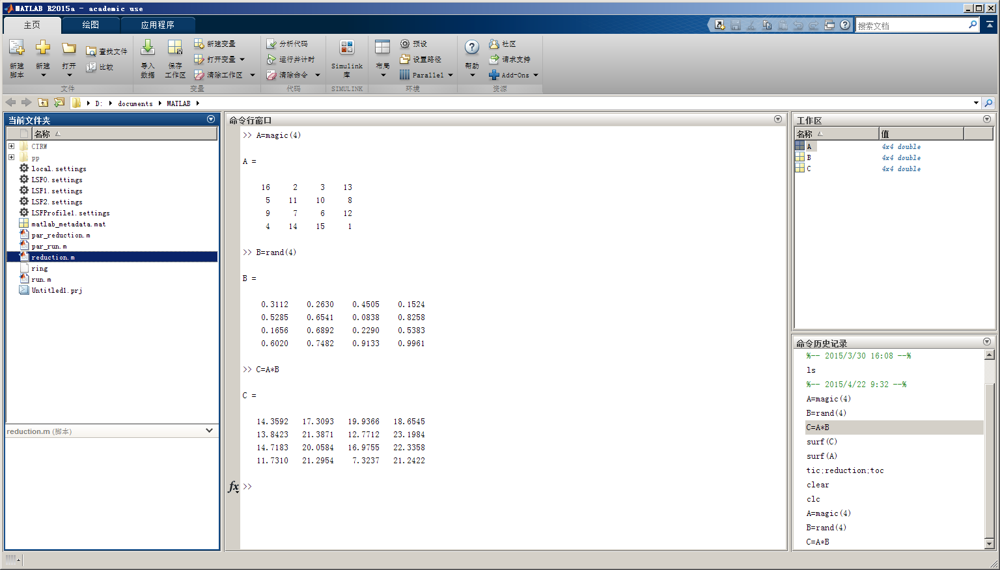 MATLAB R2015a - academic use
主页 绘图 应用程序
搜索文档
新建脚本 新建 打开 查找文件 比较
文件
导入数据 保存工作区 新建变量 打开变量 清除工作区
变量
分析代码 运行并计时 清除命令
代码
Simulink 库
SIMULINK
布局 预设 设置路径 Parallel
环境
帮助 社区 请求支持 Add-Ons
资源
D: documents MATLAB
当前文件夹
名称
CTRW
pp
local.settings
LSF0.settings
LSF1.settings
LSF2.settings
LSFProfile1.settings
matlab_metadata.mat
par_reduction.m
par_run.m
reduction.m
ring
run.m
Untitled1.prj
reduction.m (脚本)
命令行窗口
>> A=magic(4)
A =
16 2 3 13
5 11 10 8
9 7 6 12
4 14 15 1
>> B=rand(4)
B =
0.3112 0.2630 0.4505 0.1524
0.5285 0.6541 0.0838 0.8258
0.1656 0.6892 0.2290 0.5383
0.6020 0.7482 0.9133 0.9961
>> C=A*B
C =
14.3592 17.3093 19.9366 18.6545
13.8423 21.3871 12.7712 23.1984
14.7183 20.0584 16.9755 22.3358
11.7310 21.2954 7.3237 21.2422
fx >>
工作区
名称 值
A 4x4 double
B 4x4 double
C 4x4 double
命令历史记录
%-- 2015/3/30 16:08 --%
ls
%-- 2015/4/22 9:32 --%
A=magic(4)
B=rand(4)
C=A*B
surf(C)
surf(A)
tic;reduction;toc
clear
clc
A=magic(4)
B=rand(4)
C=A*B